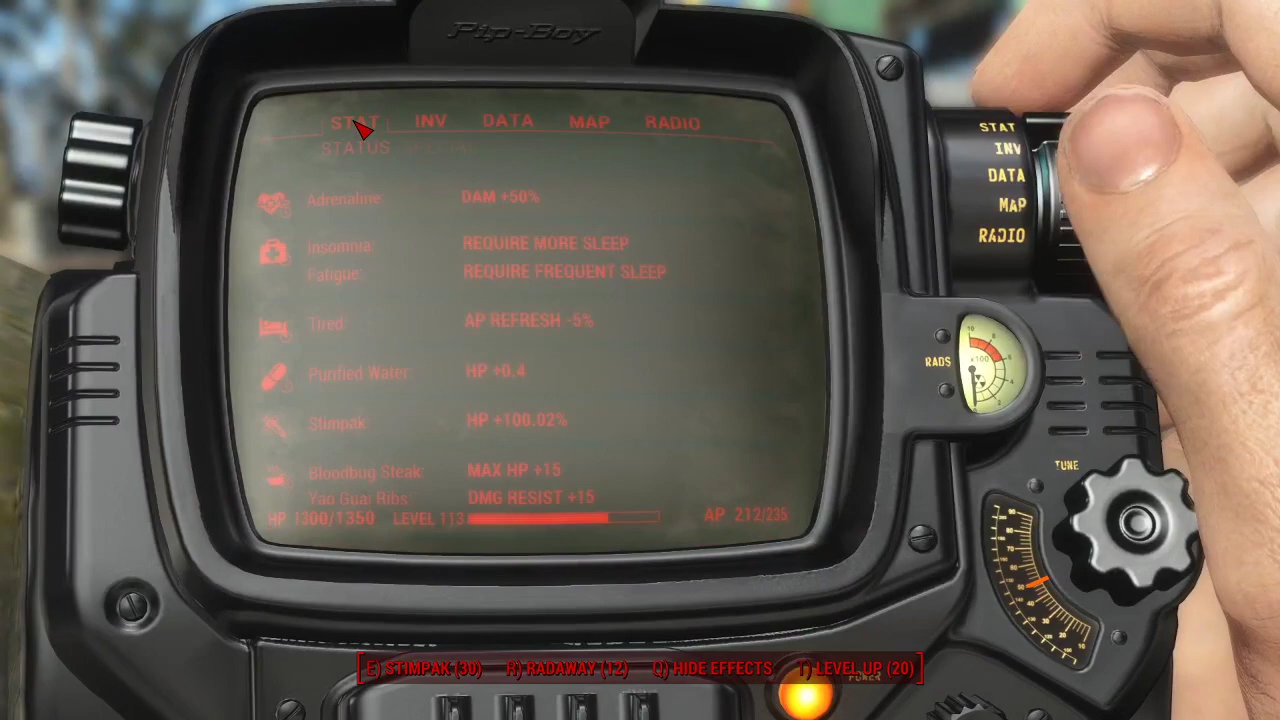 Pip-Boy
STAT INV DATA MAP RADIO
STATUS SPECIAL
Adrenaline: DAM +50%
Insomnia: REQUIRE MORE SLEEP
Fatigue: REQUIRE FREQUENT SLEEP
Tired: AP REFRESH -5%
Purified Water: HP +0.4
Stimpak: HP +100.02%
Bloodbug Steak: MAX HP +15
Yao Guai Ribs: DMG RESIST +15
HP 1300/1350 LEVEL 113 AP 212/235
STAT
INV
DATA
MAP
RADIO
RADS
x100
TUNE
POWER
E) STIMPAK (30) R) RADAWAY (12) Q) HIDE EFFECTS T) LEVEL UP (20)